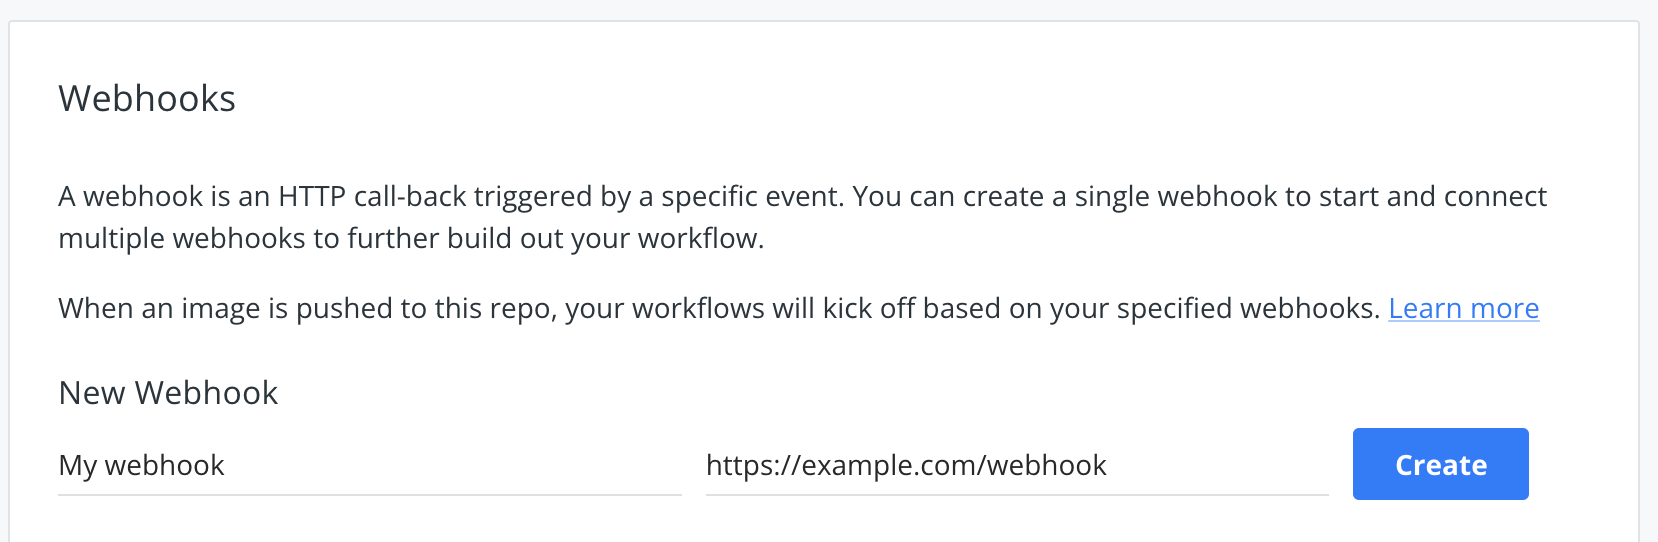 Webhooks
A webhook is an HTTP call-back triggered by a specific event. You can create a single webhook to start and connect
multiple webhooks to further build out your workflow.
When an image is pushed to this repo, your workflows will kick off based on your specified webhooks. Learn more
New Webhook
My webhook https://example.com/webhook Create